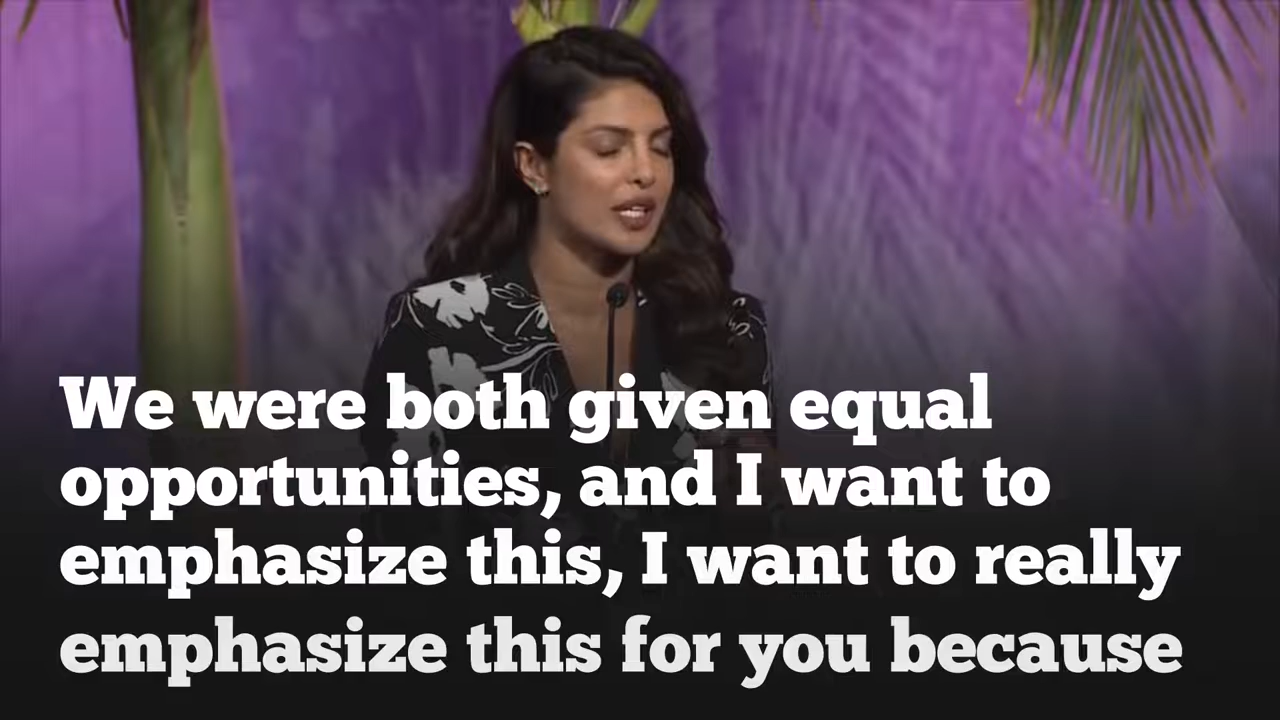 We were both given equal
opportunities, and I want to
emphasize this, I want to really
emphasize this for you because